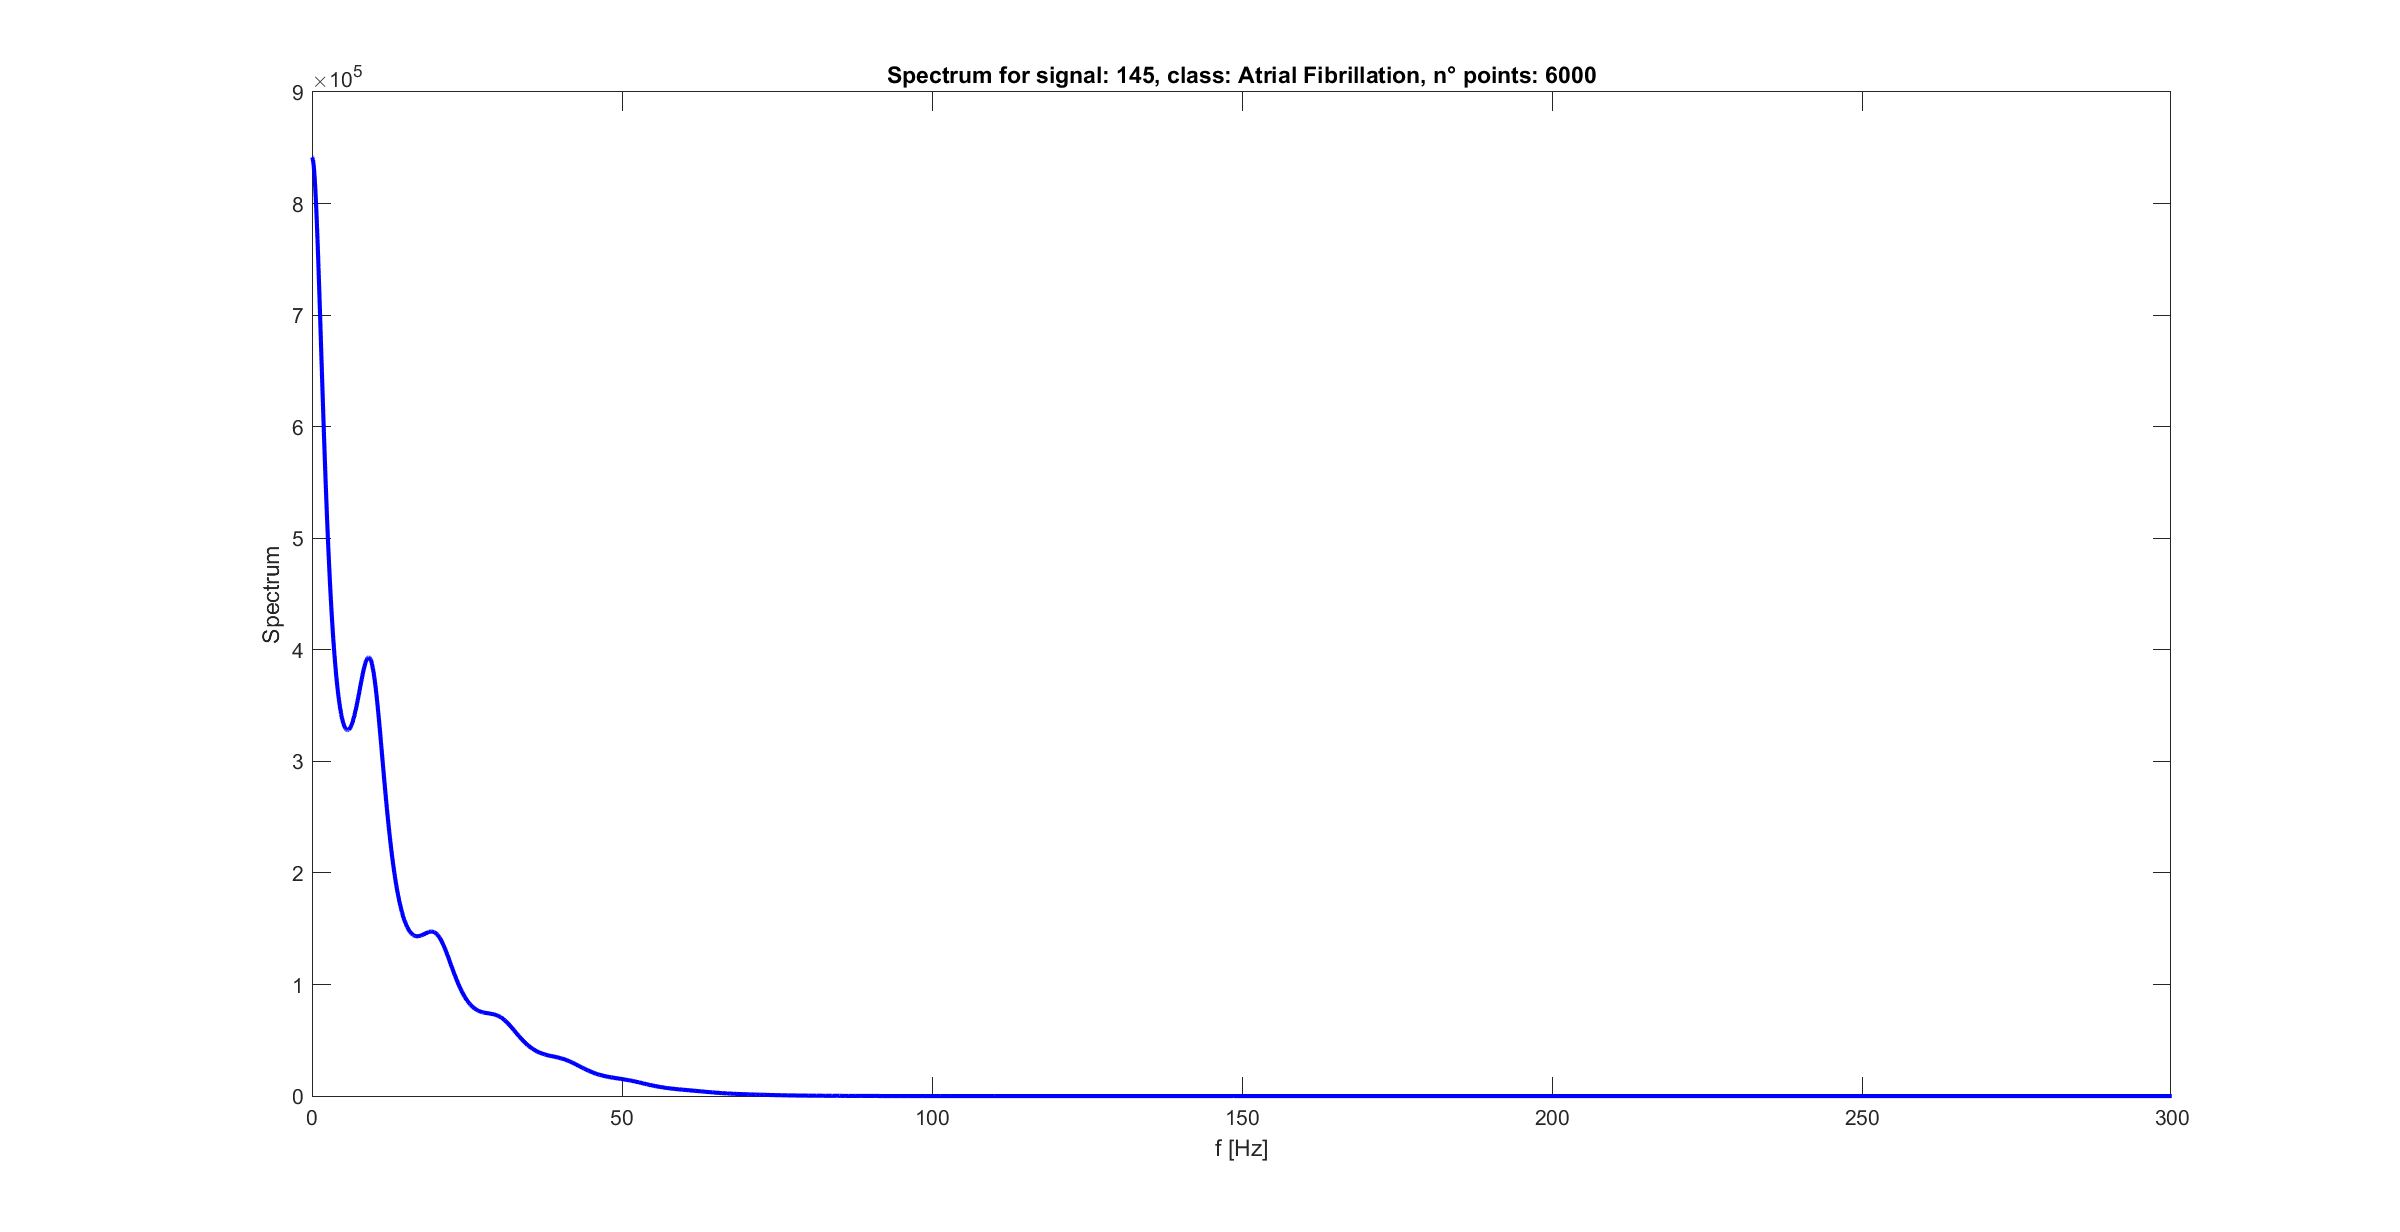 Spectrum for signal: 145, class: Atrial Fibrillation, n° points: 6000
×10^5
9
8
7
6
5
4
3
2
1
0
Spectrum
0 50 100 150 200 250 300
f [Hz]